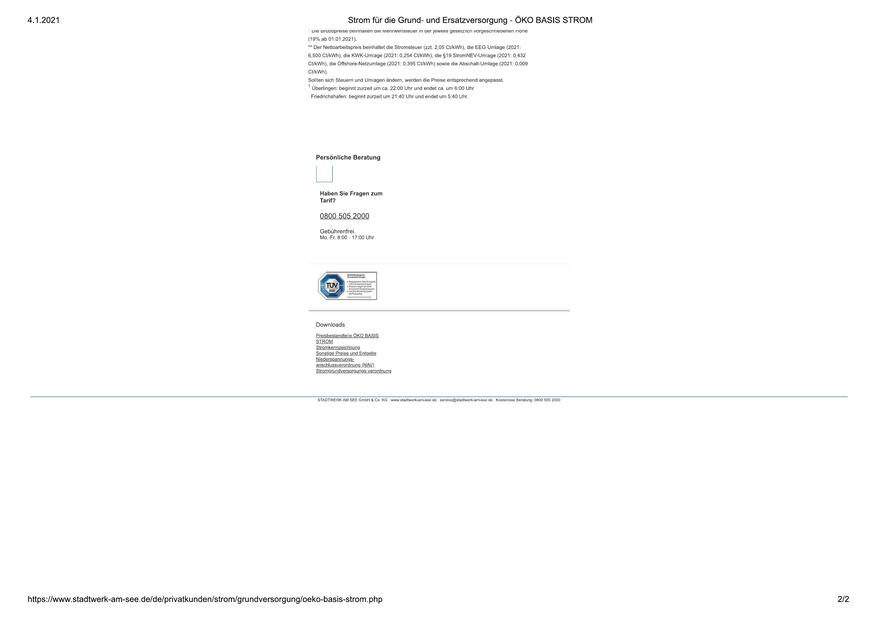 4.1.2021
Strom für die Grund- und Ersatzversorgung - ÖKO BASIS STROM
* Die Bruttopreise beinhalten die Mehrwertsteuer in der jeweils gesetzlich vorgeschriebenen Höhe
(19% ab 01.01.2021).
** Der Nettoarbeitspreis beinhaltet die Stromsteuer (zzt. 2,05 Ct/kWh), die EEG-Umlage (2021:
6,500 Ct/kWh), die KWK-Umlage (2021: 0,254 Ct/kWh), die §19 StromNEV-Umlage (2021: 0,432
Ct/kWh), die Offshore-Netzumlage (2021: 0,395 Ct/kWh) sowie die Abschalt-Umlage (2021: 0,009
Ct/kWh).
Sollten sich Steuern und Umlagen ändern, werden die Preise entsprechend angepasst.
1 Überlingen: beginnt zurzeit um ca. 22:00 Uhr und endet ca. um 6:00 Uhr
Friedrichshafen: beginnt zurzeit um 21:40 Uhr und endet um 5:40 Uhr.
Persönliche Beratung
Haben Sie Fragen zum
Tarif?
0800 505 2000
Gebührenfrei.
Mo.-Fr. 8:00 - 17:00 Uhr
TÜV
Downloads
Preisbestandteile ÖKO BASIS
STROM
Stromkennzeichnung
Sonstige Preise und Entgelte
Niederspannungs-
anschlussverordnung (NAV)
Stromgrundversorgungs-verordnung
STADTWERK AM SEE GmbH & Co. KG · www.stadtwerk-am-see.de · service@stadtwerk-am-see.de · Kostenlose Beratung: 0800 505 2000
https://www.stadtwerk-am-see.de/de/privatkunden/strom/grundversorgung/oeko-basis-strom.php
2/2